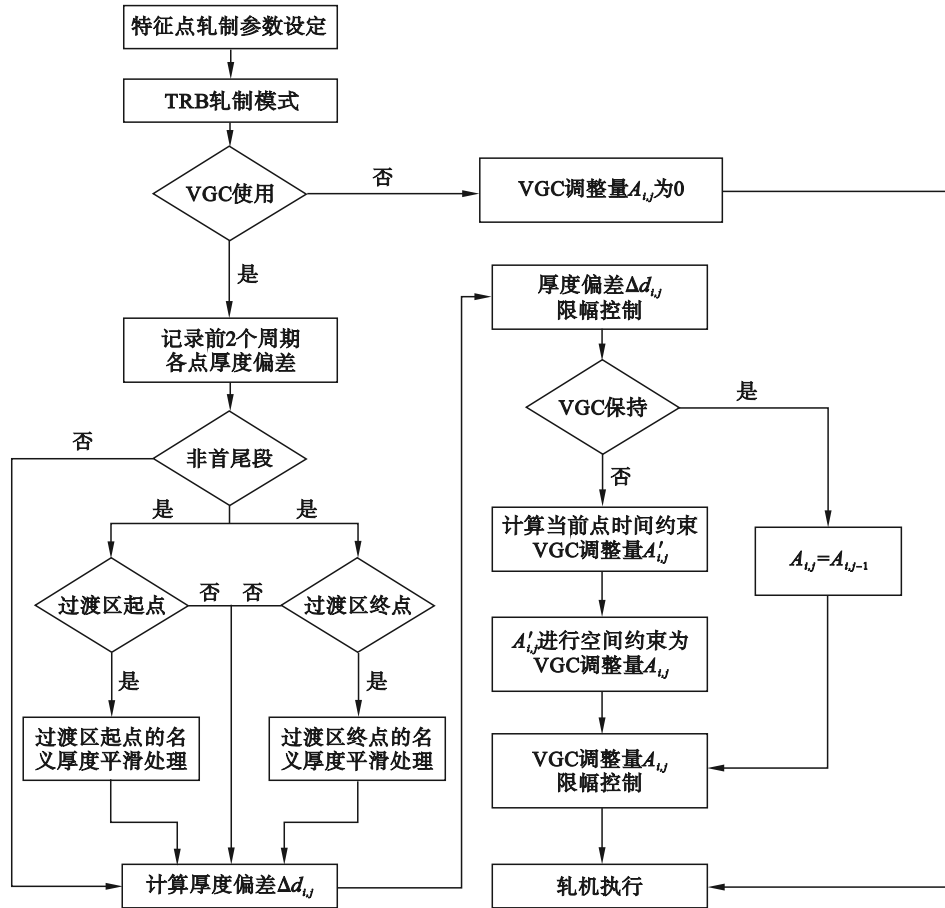 特征点轧制参数设定
TRB轧制模式
VGC使用
否
VGC调整量A_{i,j}为0
是
记录前2个周期
各点厚度偏差
否
非首尾段
是
是
过渡区起点
否
否
过渡区终点
是
是
过渡区起点的名
义厚度平滑处理
过渡区终点的名
义厚度平滑处理
计算厚度偏差Δd_{i,j}
厚度偏差Δd_{i,j}
限幅控制
VGC保持
是
否
计算当前点时间约束
VGC调整量A'_{i,j}
A_{i,j}=A_{i,j-1}
A'_{i,j}进行空间约束为
VGC调整量A_{i,j}
VGC调整量A_{i,j}
限幅控制
轧机执行